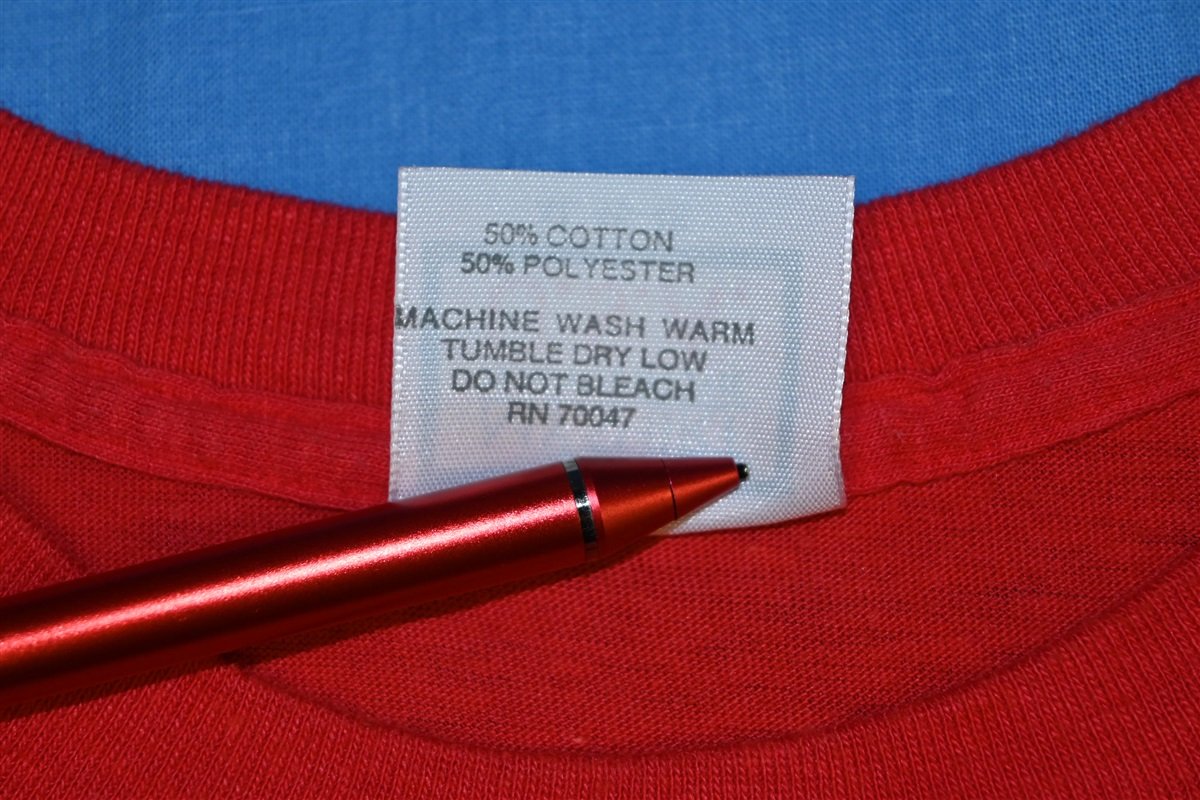 50% COTTON
50% POLYESTER
MACHINE WASH WARM
TUMBLE DRY LOW
DO NOT BLEACH
RN 70047